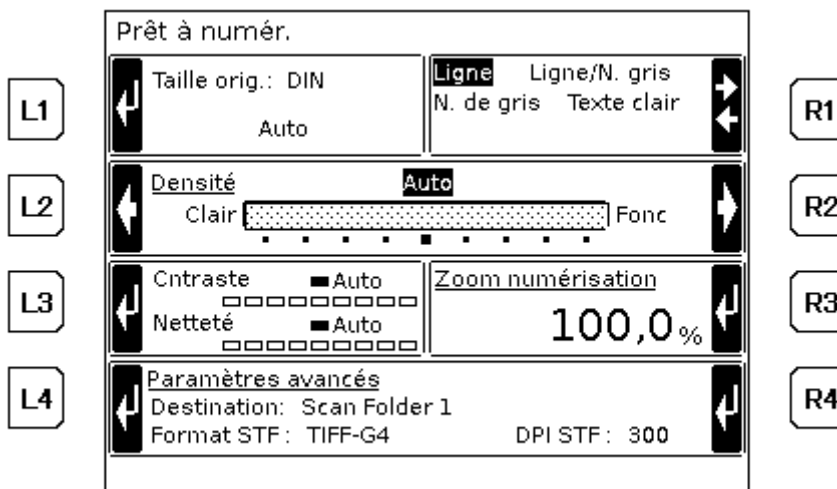 Prêt à numér.
L1
Taille orig.: DIN
Auto
Ligne Ligne/N. gris
N. de gris Texte clair
R1
L2
Densité Auto
Clair Fonc
R2
L3
Cntraste Auto
Netteté Auto
Zoom numérisation
100,0 %
R3
L4
Paramètres avancés
Destination: Scan Folder 1
Format STF : TIFF-G4 DPI STF : 300
R4